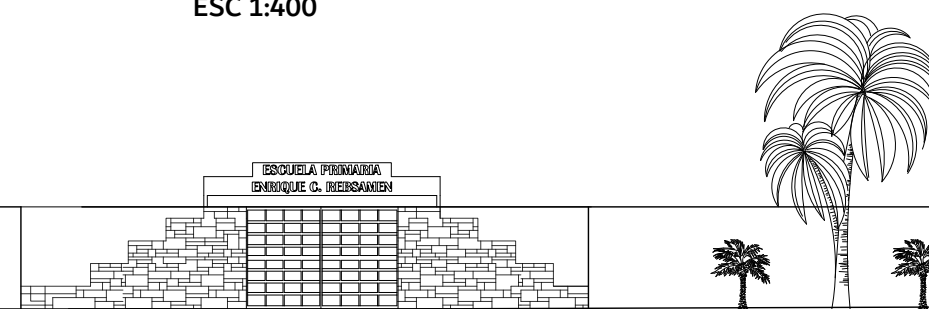 ESC 1:400
ESCUELA PRIMARIA
ENRIQUE C. REBSAMEN